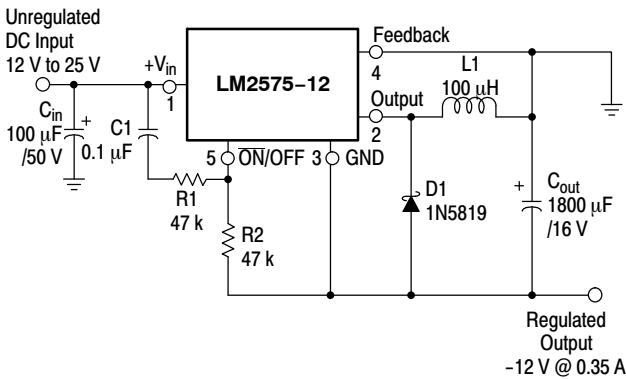 Unregulated
DC Input
12 V to 25 V
+Vin
1
LM2575–12
Feedback
4
L1
100 μH
Output
2
Cin
100 μF
/50 V
+
C1
0.1 μF
5
ON/OFF
3
GND
R1
47 k
R2
47 k
D1
1N5819
+
Cout
1800 μF
/16 V
Regulated
Output
–12 V @ 0.35 A